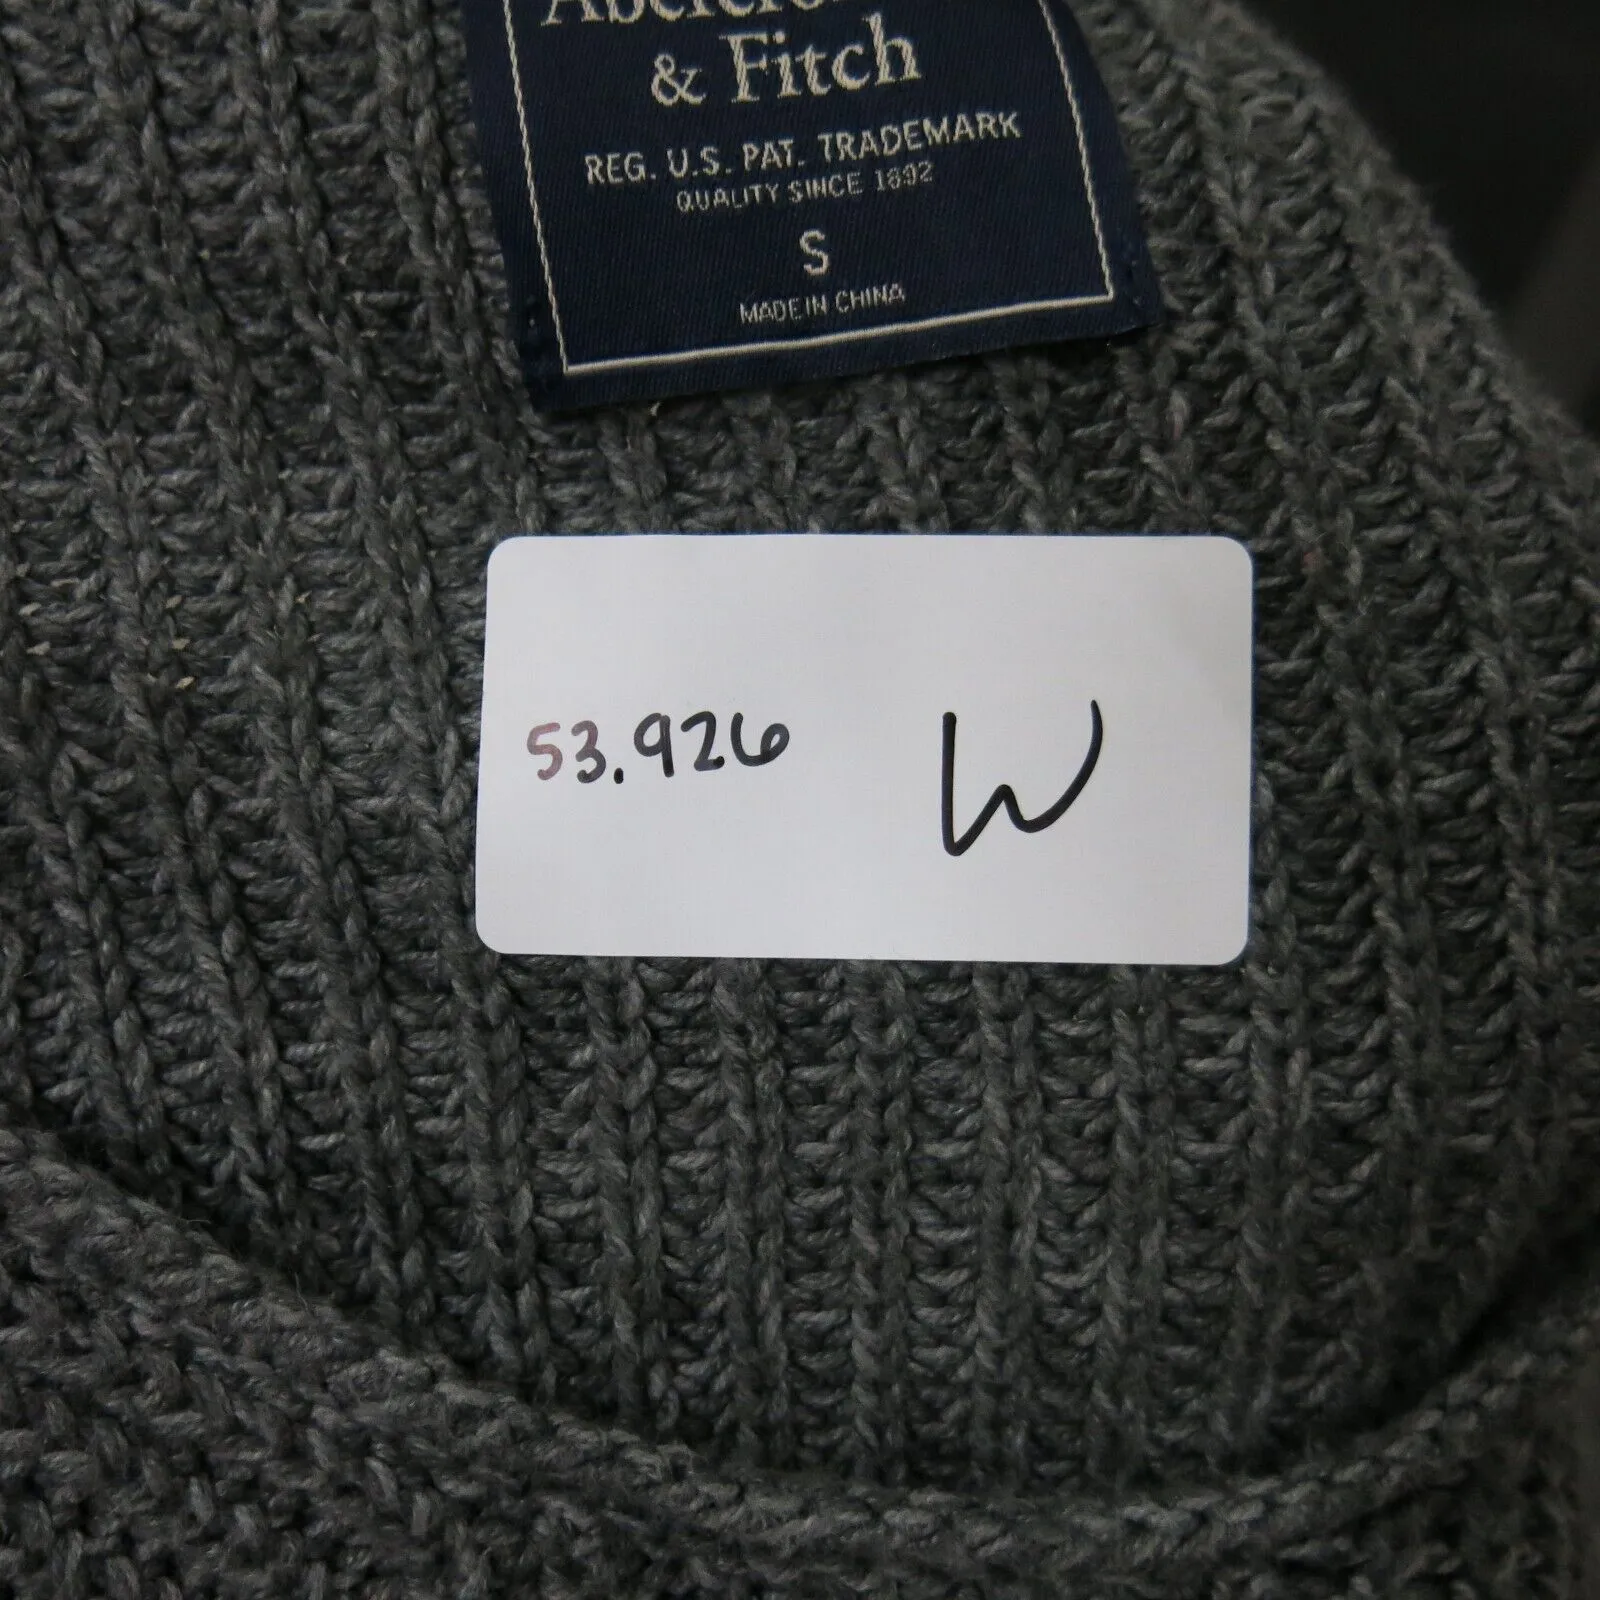 & Fitch
REG. U.S. PAT. TRADEMARK
QUALITY SINCE 1892
S
MADE IN CHINA
53.926 W